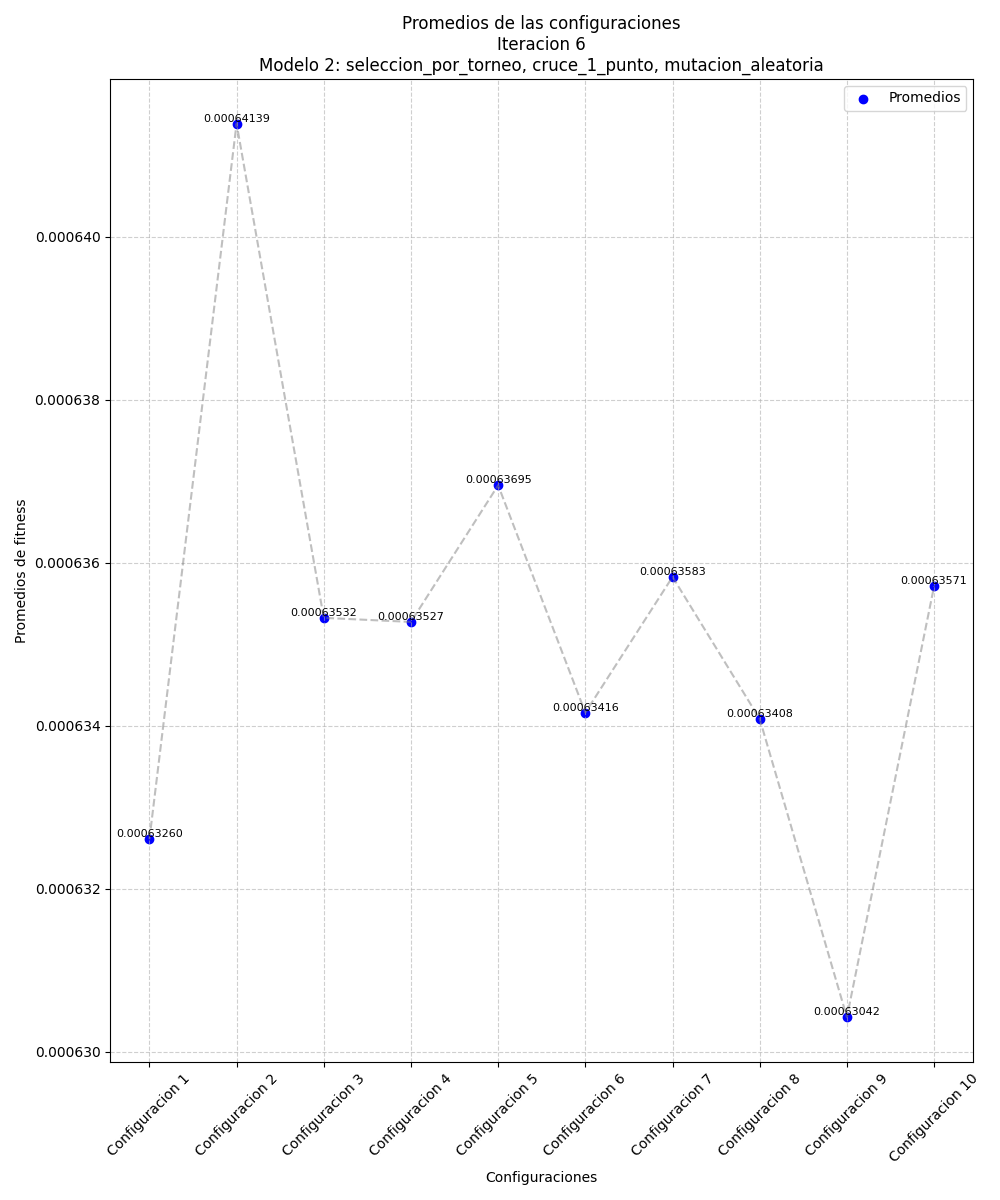 Promedios de las configuraciones
Iteracion 6
Modelo 2: seleccion_por_torneo, cruce_1_punto, mutacion_aleatoria
Promedios
0.00064139
0.000640
0.000638
0.00063695
0.000636
0.00063583
0.00063571
0.00063532
0.00063527
0.00063416
0.00063408
0.000634
0.00063260
0.000632
0.00063042
0.000630
Promedios de fitness
Configuracion 1
Configuracion 2
Configuracion 3
Configuracion 4
Configuracion 5
Configuracion 6
Configuracion 7
Configuracion 8
Configuracion 9
Configuracion 10
Configuraciones